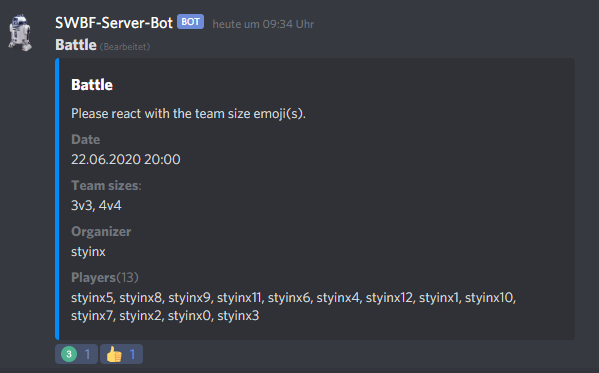 SWBF-Server-Bot BOT heute um 09:34 Uhr
Battle (Bearbeitet)
Battle
Please react with the team size emoji(s).
Date
22.06.2020 20:00
Team sizes:
3v3, 4v4
Organizer
styinx
Players(13)
styinx5, styinx8, styinx9, styinx11, styinx6, styinx4, styinx12, styinx1, styinx10,
styinx7, styinx2, styinx0, styinx3
3 1 👍 1